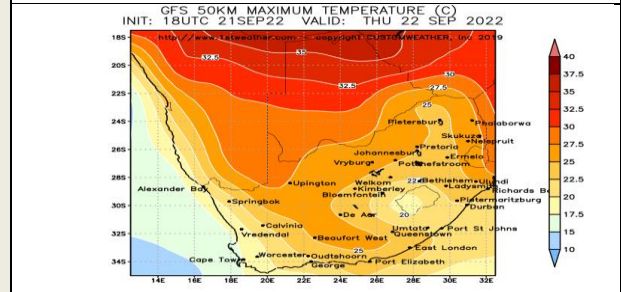 GFS 50KM MAXIMUM TEMPERATURE (C)
INIT: 18UTC 21SEP22 VALID: THU 22 SEP 2022
http://www.1stweather.com -- copyright CUSTOMWEATHER, Inc 2019
18S
20S
22S
24S
26S
28S
30S
32S
34S
35
32.5
32.5
30
27.5
25
22
20
25
Pietersburg
Phalaborwa
Skukuza
Nelspruit
Pretoria
Johannesburg
Ermelo
Vryburg
Potchefstroom
Welkom
Bethlehem
Ulundi
Upington
Kimberley
Ladysmith
Richards B
Alexander Bay
Bloemfontein
Springbok
Pietermaritzburg
Durban
De Aar
Calvinia
Umtata
Port St Johns
Vredendal
Queenstown
Beaufort West
East London
Worcester
Oudtshoorn
Cape Town
George
Port Elizabeth
14E 16E 18E 20E 22E 24E 26E 28E 30E 32E
40
37.5
35
32.5
30
27.5
25
22.5
20
17.5
15
10